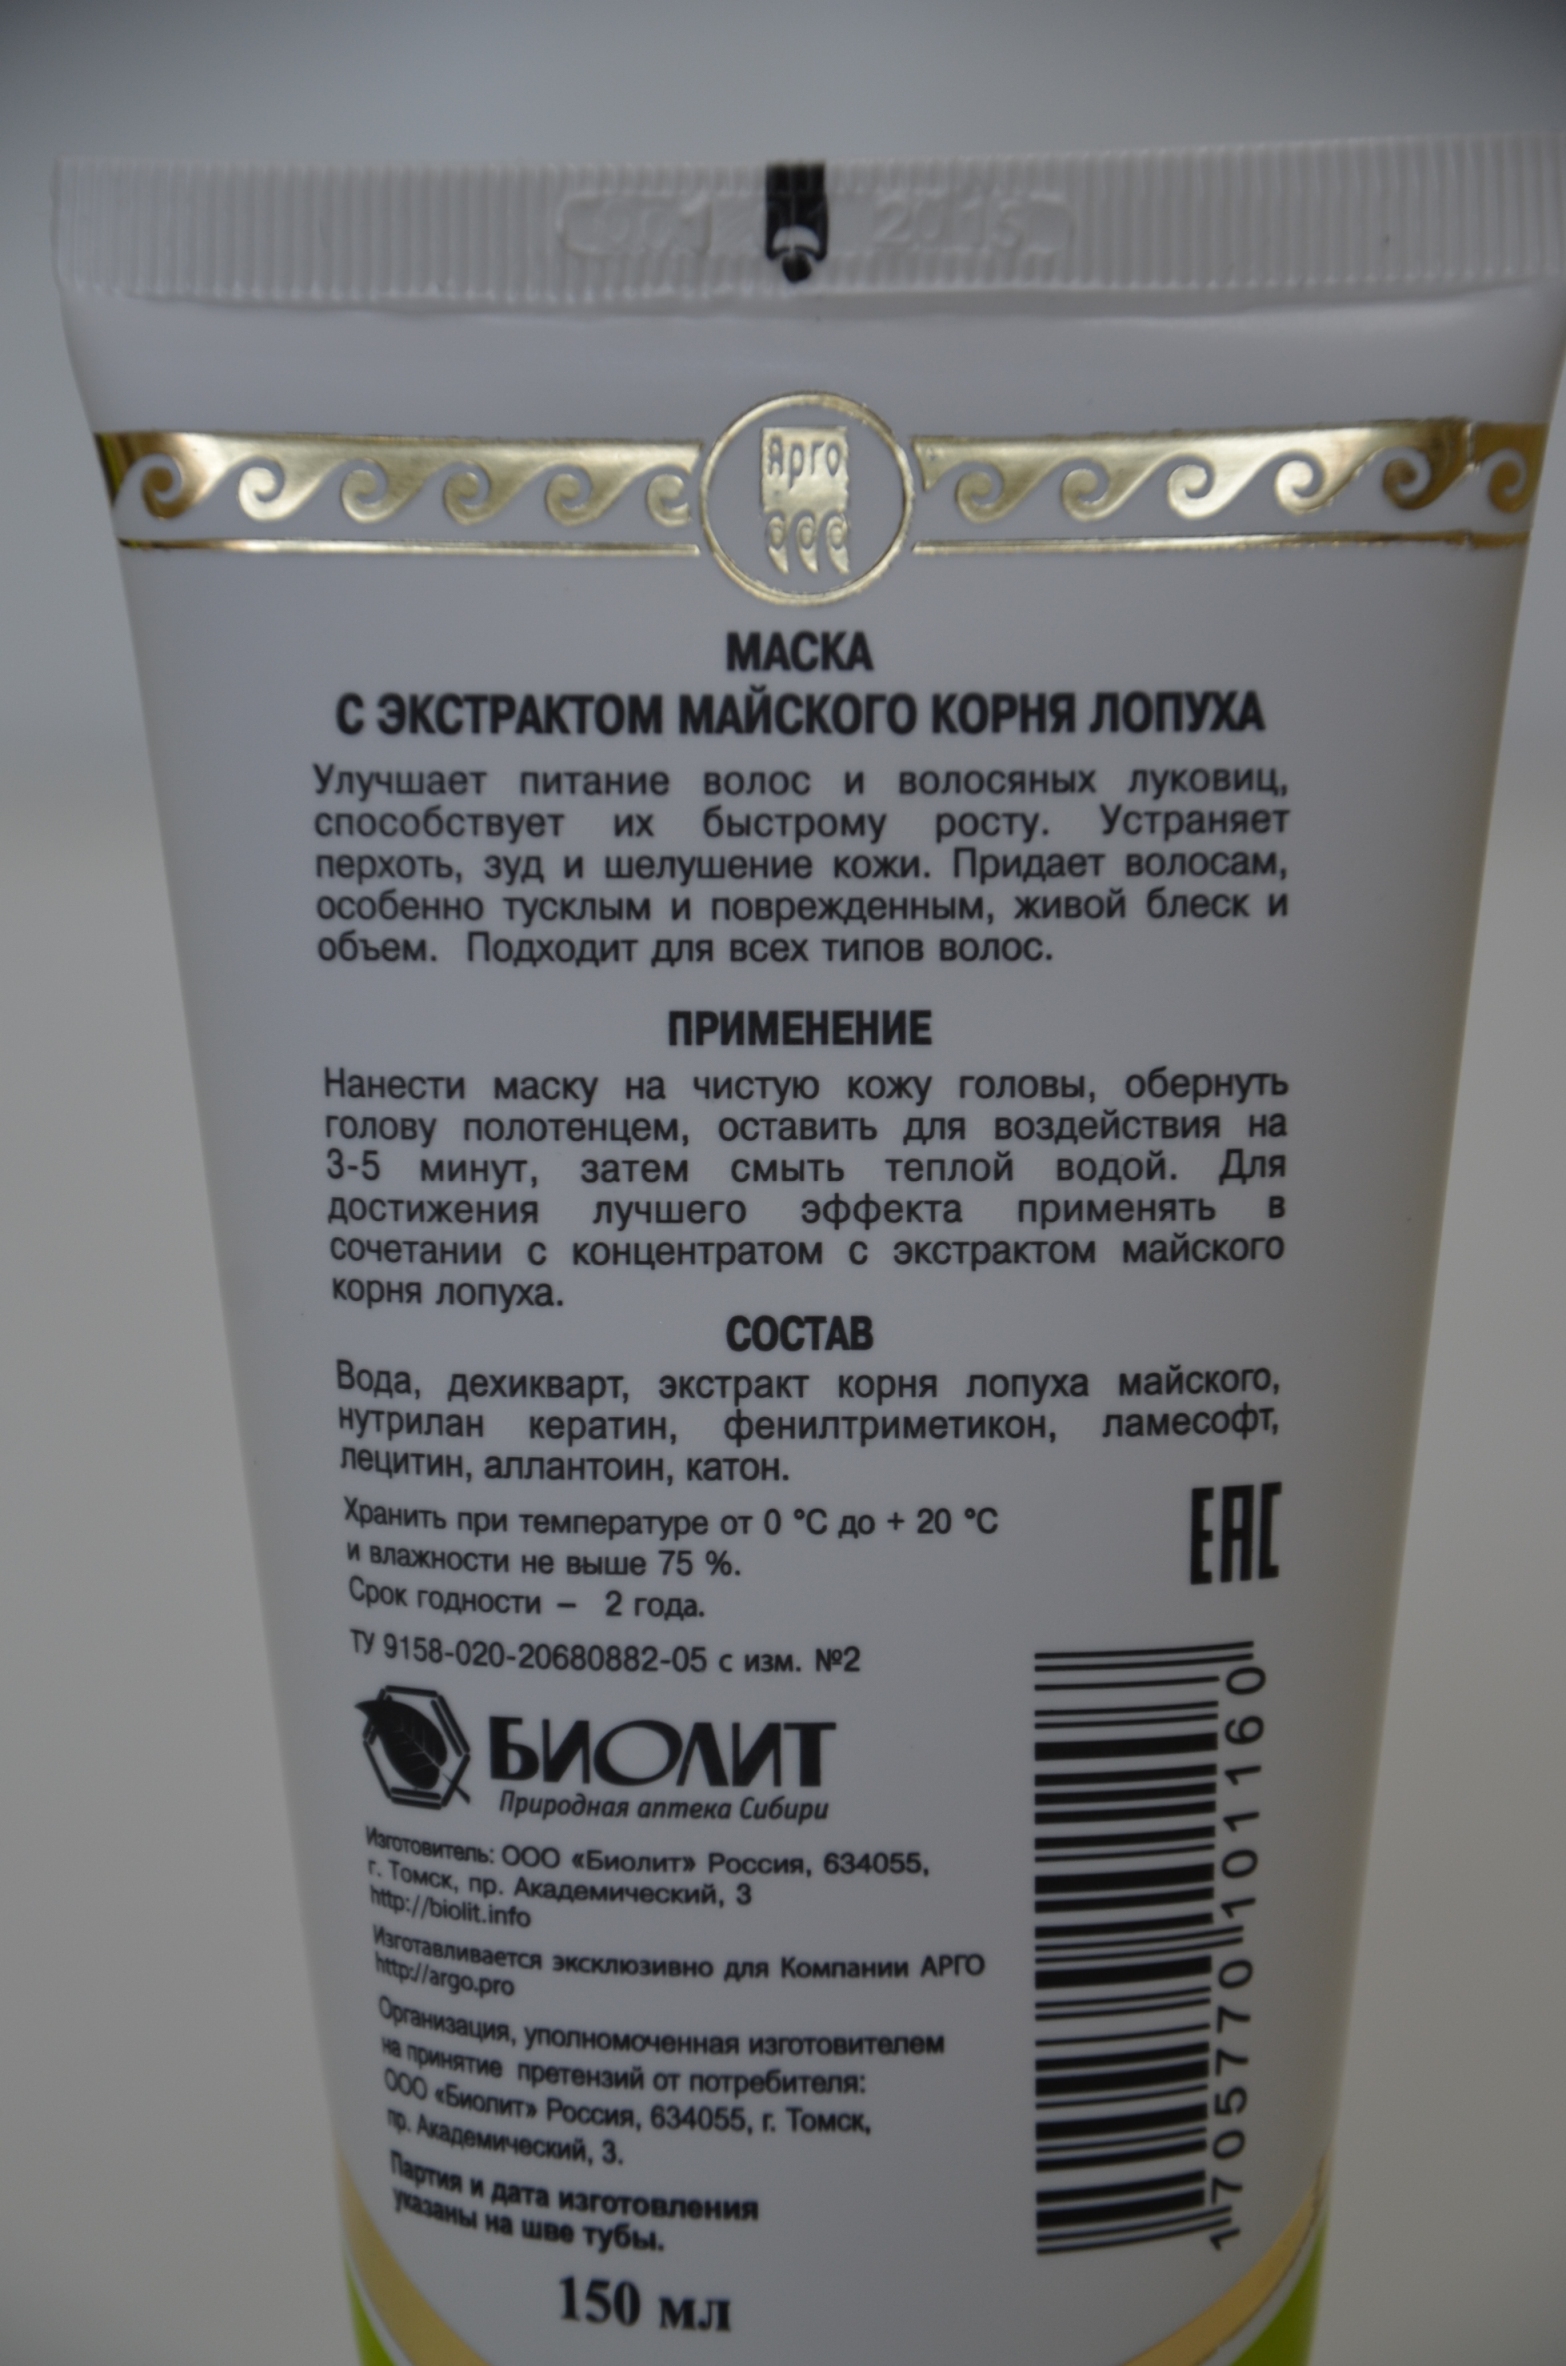 2015
Арго
МАСКА
С ЭКСТРАКТОМ МАЙСКОГО КОРНЯ ЛОПУХА
Улучшает питание волос и волосяных луковиц,
способствует их быстрому росту. Устраняет
перхоть, зуд и шелушение кожи. Придает волосам,
особенно тусклым и поврежденным, живой блеск и
объем. Подходит для всех типов волос.
ПРИМЕНЕНИЕ
Нанести маску на чистую кожу головы, обернуть
голову полотенцем, оставить для воздействия на
3-5 минут, затем смыть теплой водой. Для
достижения лучшего эффекта применять в
сочетании с концентратом с экстрактом майского
корня лопуха.
СОСТАВ
Вода, дехикварт, экстракт корня лопуха майского,
нутрилан кератин, фенилтриметикон, ламесофт,
лецитин, аллантоин, катон.
Хранить при температуре от 0 °С до + 20 °С
и влажности не выше 75 %.
Срок годности – 2 года.
ЕАС
ТУ 9158-020-20680882-05 с изм. №2
БИОЛИТ
Природная аптека Сибири
Изготовитель: ООО «Биолит» Россия, 634055,
г. Томск, пр. Академический, 3
http://biolit.info
Изготавливается эксклюзивно для Компании АРГО
http://argo.pro
Организация, уполномоченная изготовителем
на принятие претензий от потребителя:
ООО «Биолит» Россия, 634055, г. Томск,
пр. Академический, 3.
Партия и дата изготовления
указаны на шве тубы.
150 мл
1705770101160